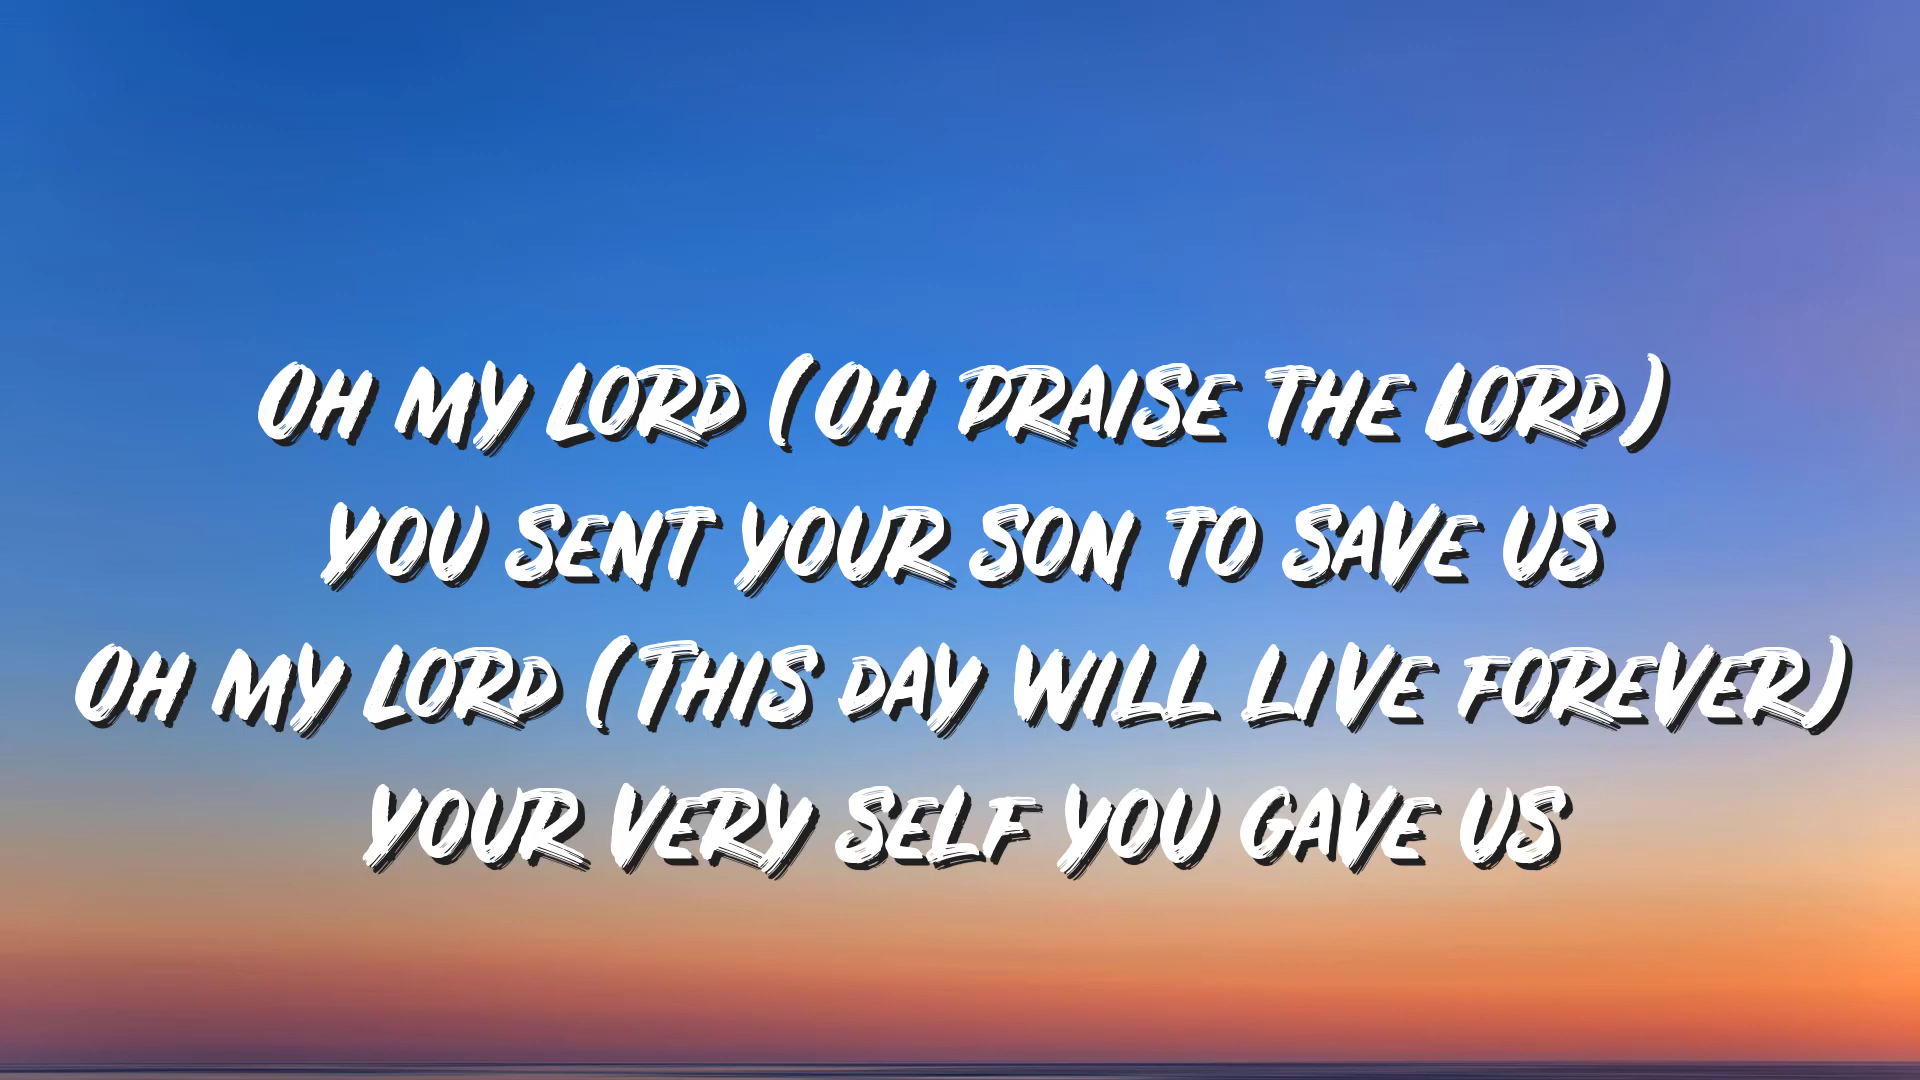 Oh my Lord (Oh praise the Lord)
You sent Your Son to save us
Oh my Lord (This day will live forever)
Your very self You gave us